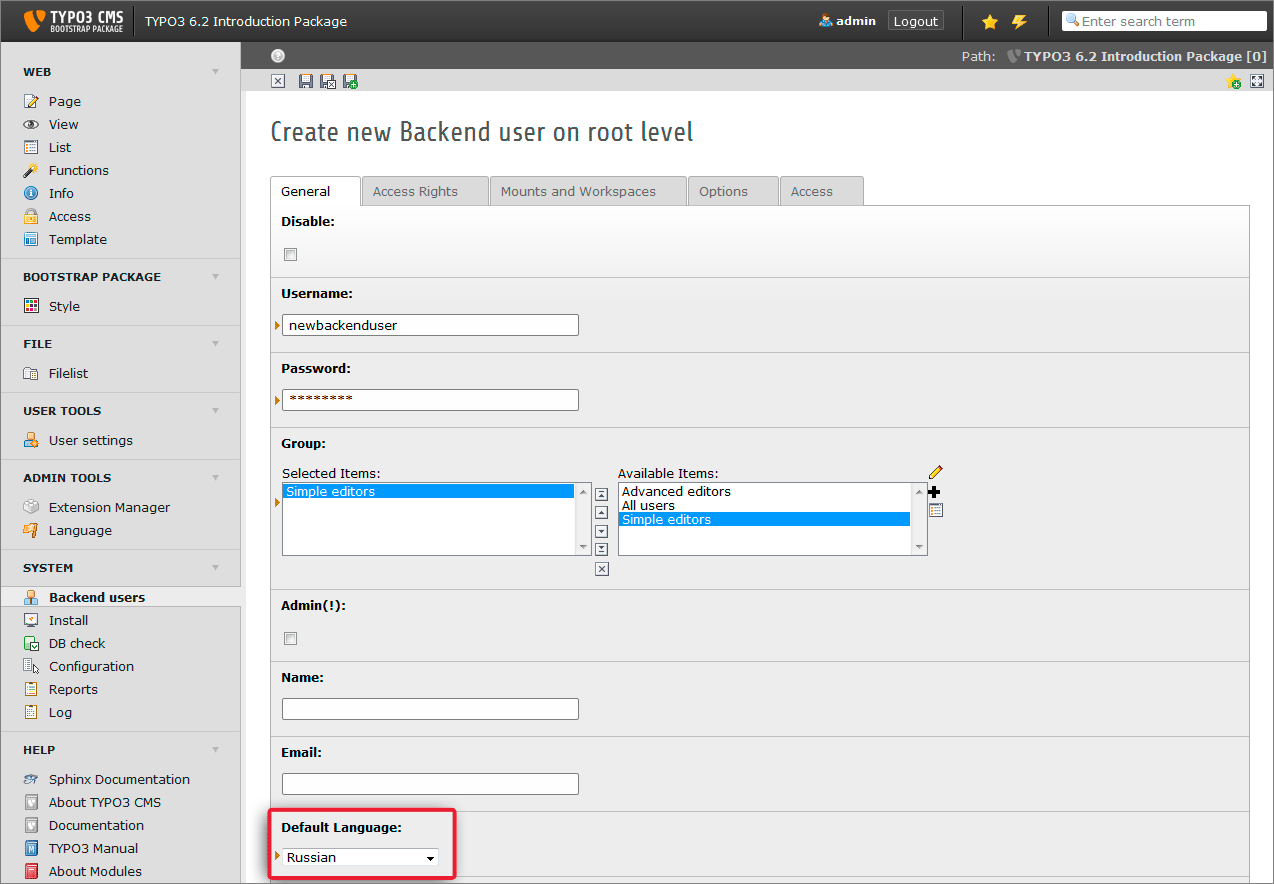 TYPO3 CMS
BOOTSTRAP PACKAGE
TYPO3 6.2 Introduction Package
admin
Logout
Enter search term
Path: TYPO3 6.2 Introduction Package [0]
WEB
Page
View
List
Functions
Info
Access
Template
BOOTSTRAP PACKAGE
Style
FILE
Filelist
USER TOOLS
User settings
ADMIN TOOLS
Extension Manager
Language
SYSTEM
Backend users
Install
DB check
Configuration
Reports
Log
HELP
Sphinx Documentation
About TYPO3 CMS
Documentation
TYPO3 Manual
About Modules
Create new Backend user on root level
General
Access Rights
Mounts and Workspaces
Options
Access
Disable:
Username:
newbackenduser
Password:
********
Group:
Selected Items:
Simple editors
Available Items:
Advanced editors
All users
Simple editors
Admin(!):
Name:
Email:
Default Language:
Russian